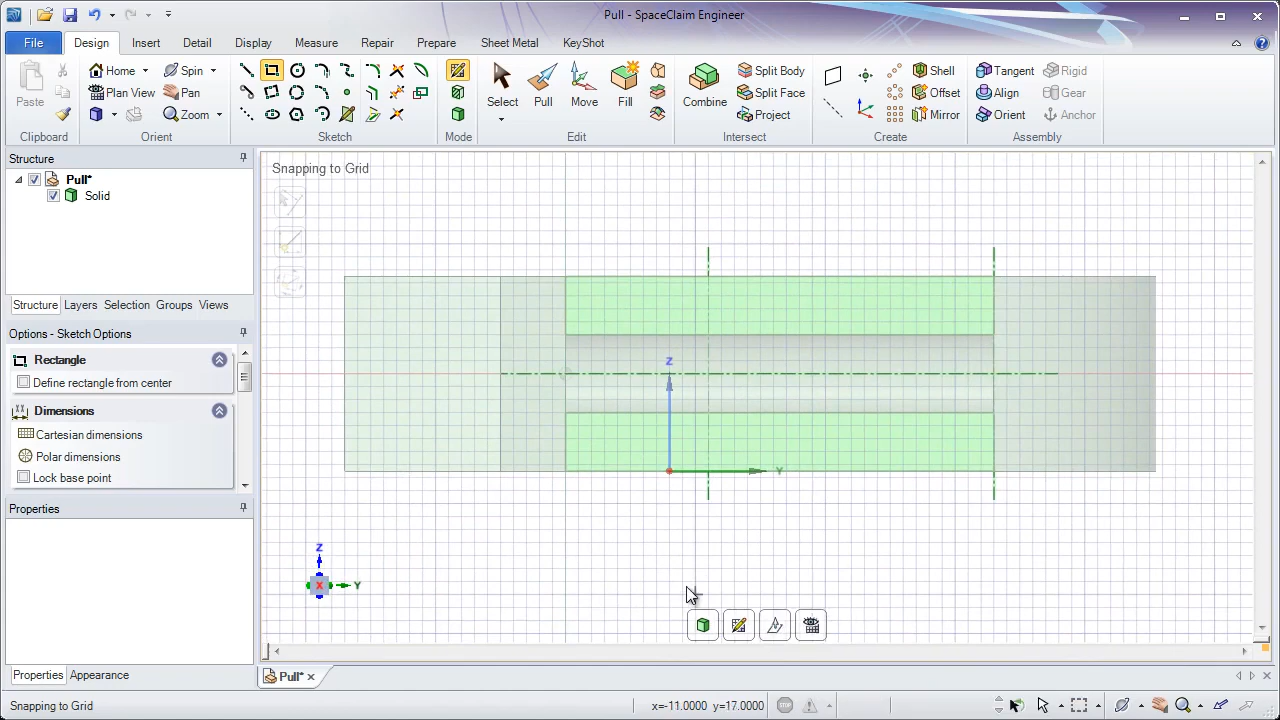 Pull - SpaceClaim Engineer
File Design Insert Detail Display Measure Repair Prepare Sheet Metal KeyShot
Paste
Clipboard
Home Spin
Plan View Pan
Zoom
Orient
Sketch
Mode
Select Pull Move Fill
Edit
Combine
Split Body
Split Face
Project
Intersect
Shell
Offset
Mirror
Create
Tangent Rigid
Align Gear
Orient Anchor
Assembly
Structure
Pull*
Solid
Structure Layers Selection Groups Views
Options - Sketch Options
Rectangle
Define rectangle from center
Dimensions
Cartesian dimensions
Polar dimensions
Lock base point
Properties
Properties Appearance
Snapping to Grid
Z
Y
Z
X
Y
Pull*
Snapping to Grid
x=-11.0000 y=17.0000